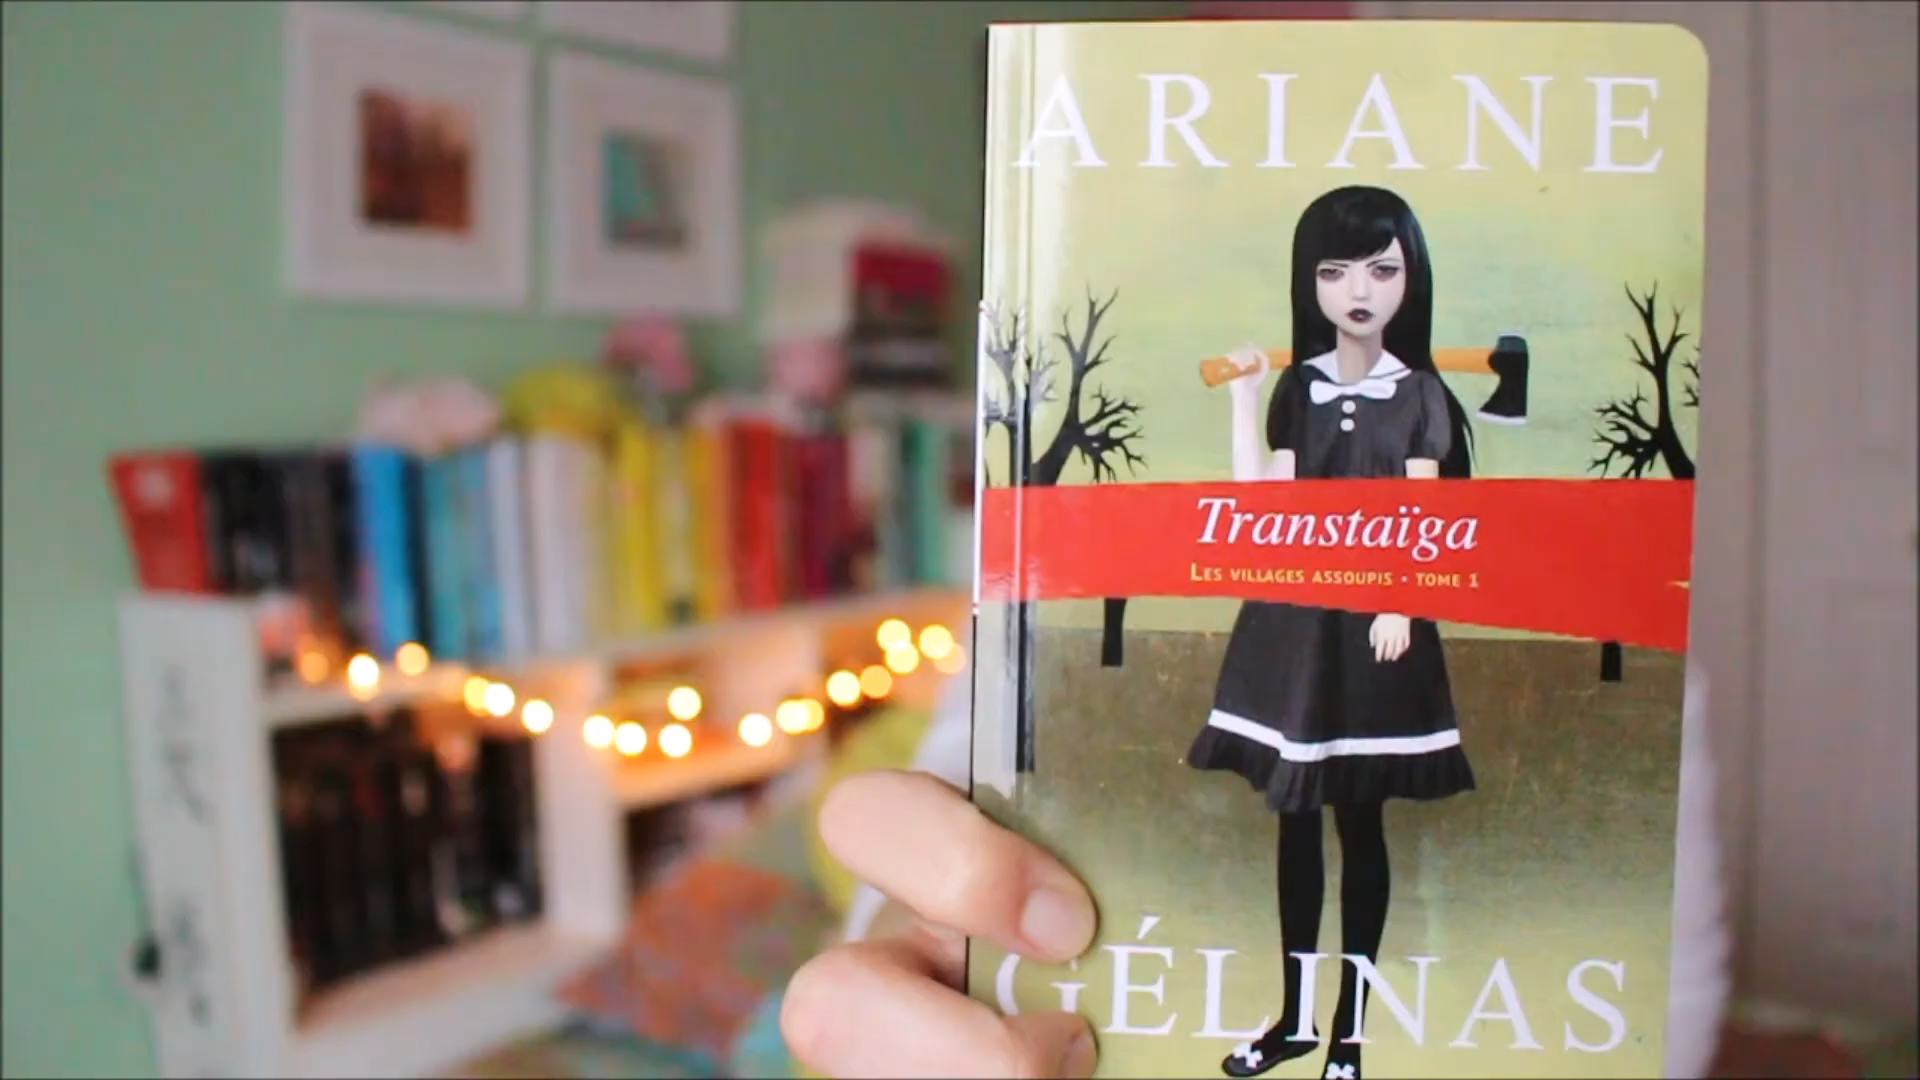 ARIANE
Transtaïga
LES VILLAGES ASSOUPIS • TOME 1
GÉLINAS